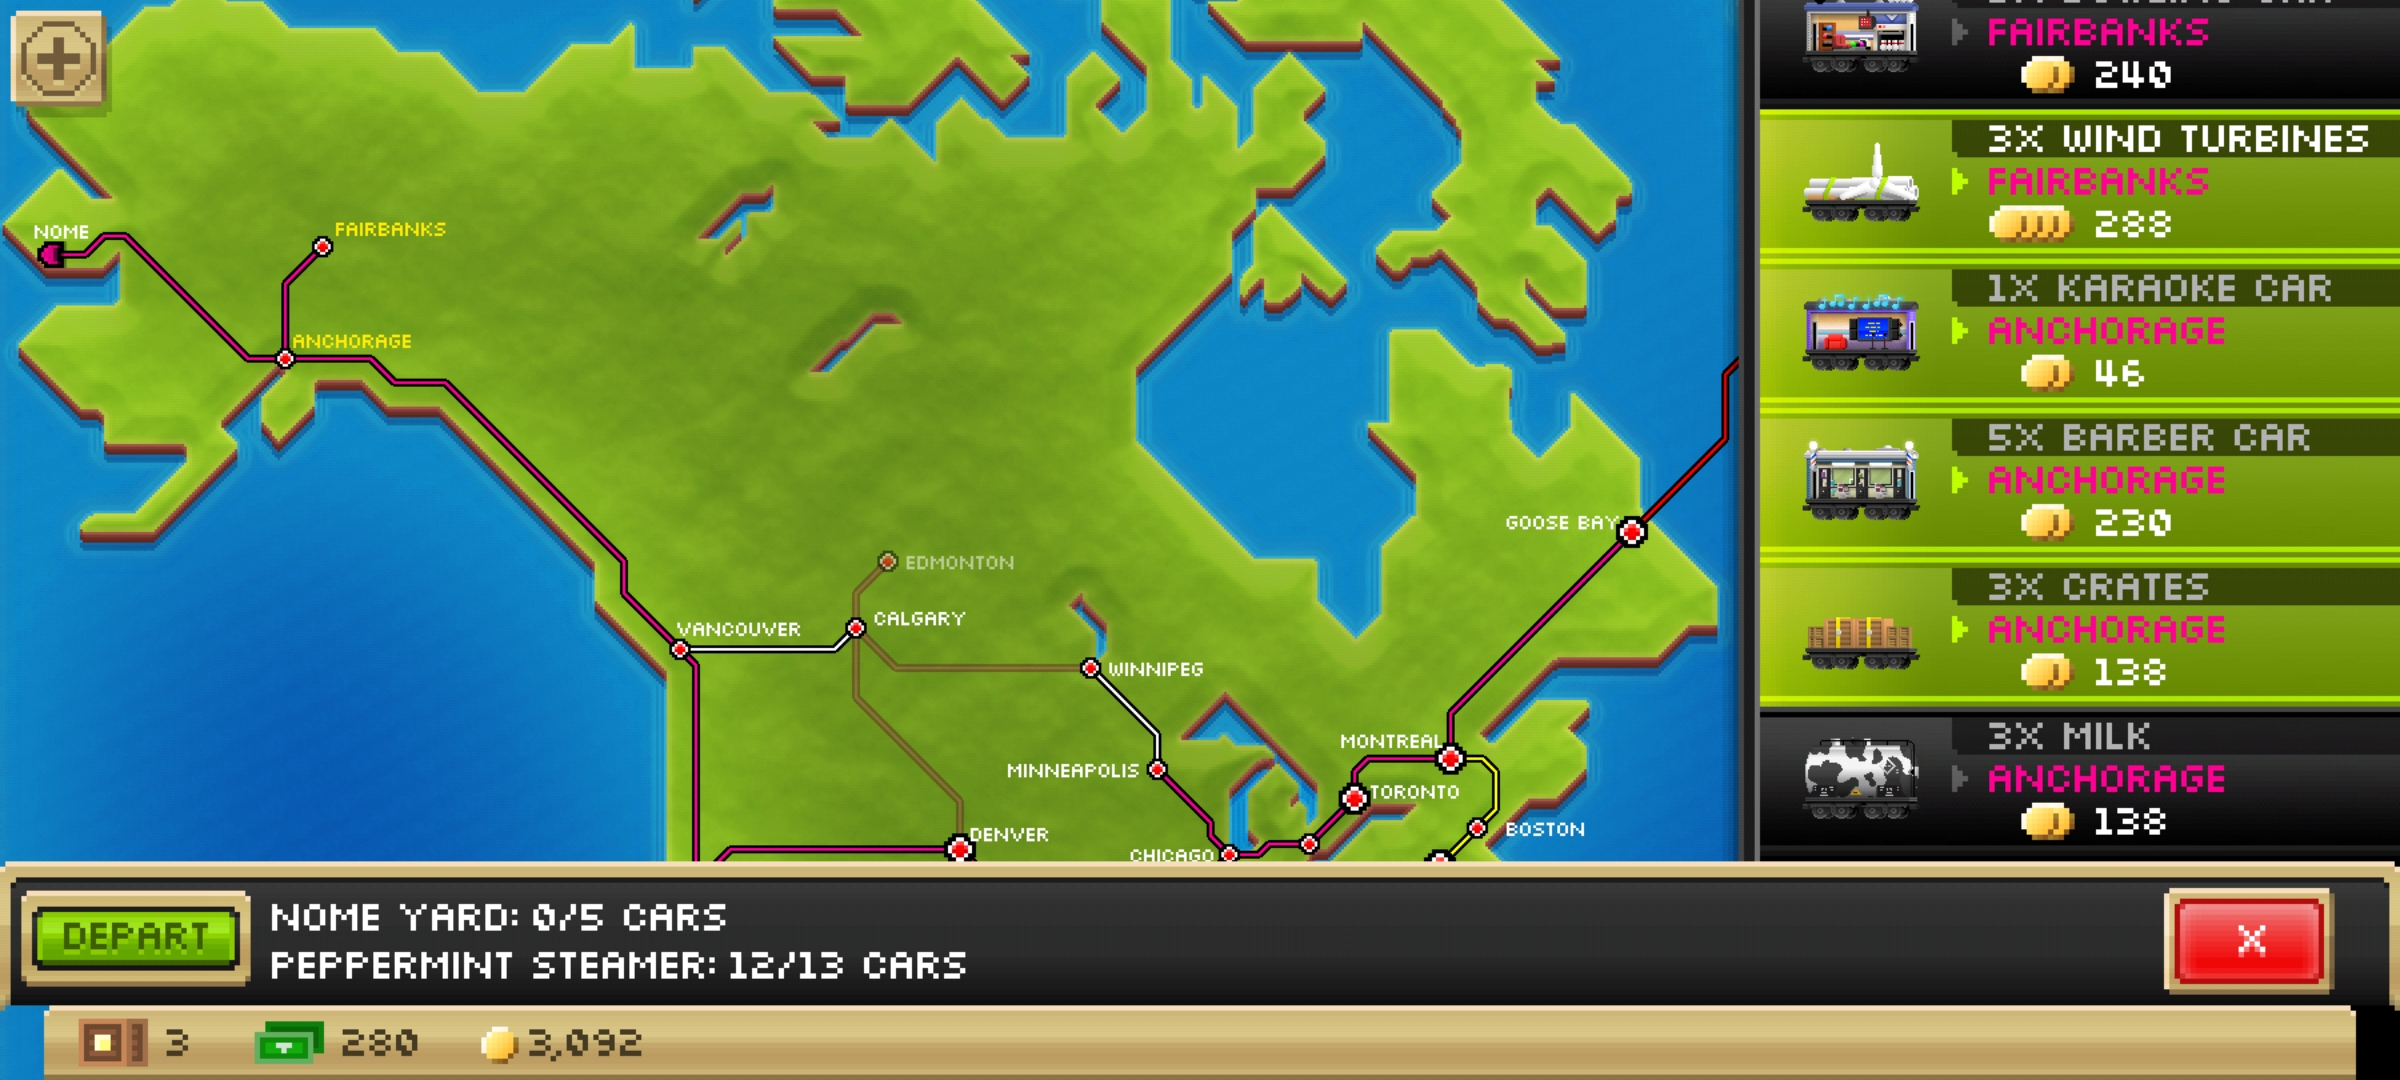 FAIRBANKS
240
3X WIND TURBINES
FAIRBANKS
288
1X KARAOKE CAR
ANCHORAGE
46
5X BARBER CAR
ANCHORAGE
230
3X CRATES
ANCHORAGE
138
3X MILK
ANCHORAGE
138
NOME
FAIRBANKS
ANCHORAGE
GOOSE BAY
EDMONTON
CALGARY
VANCOUVER
WINNIPEG
MONTREAL
MINNEAPOLIS
TORONTO
DENVER
BOSTON
CHICAGO
DEPART
NOME YARD: 0/5 CARS
PEPPERMINT STEAMER: 12/13 CARS
X
3
280
3,092